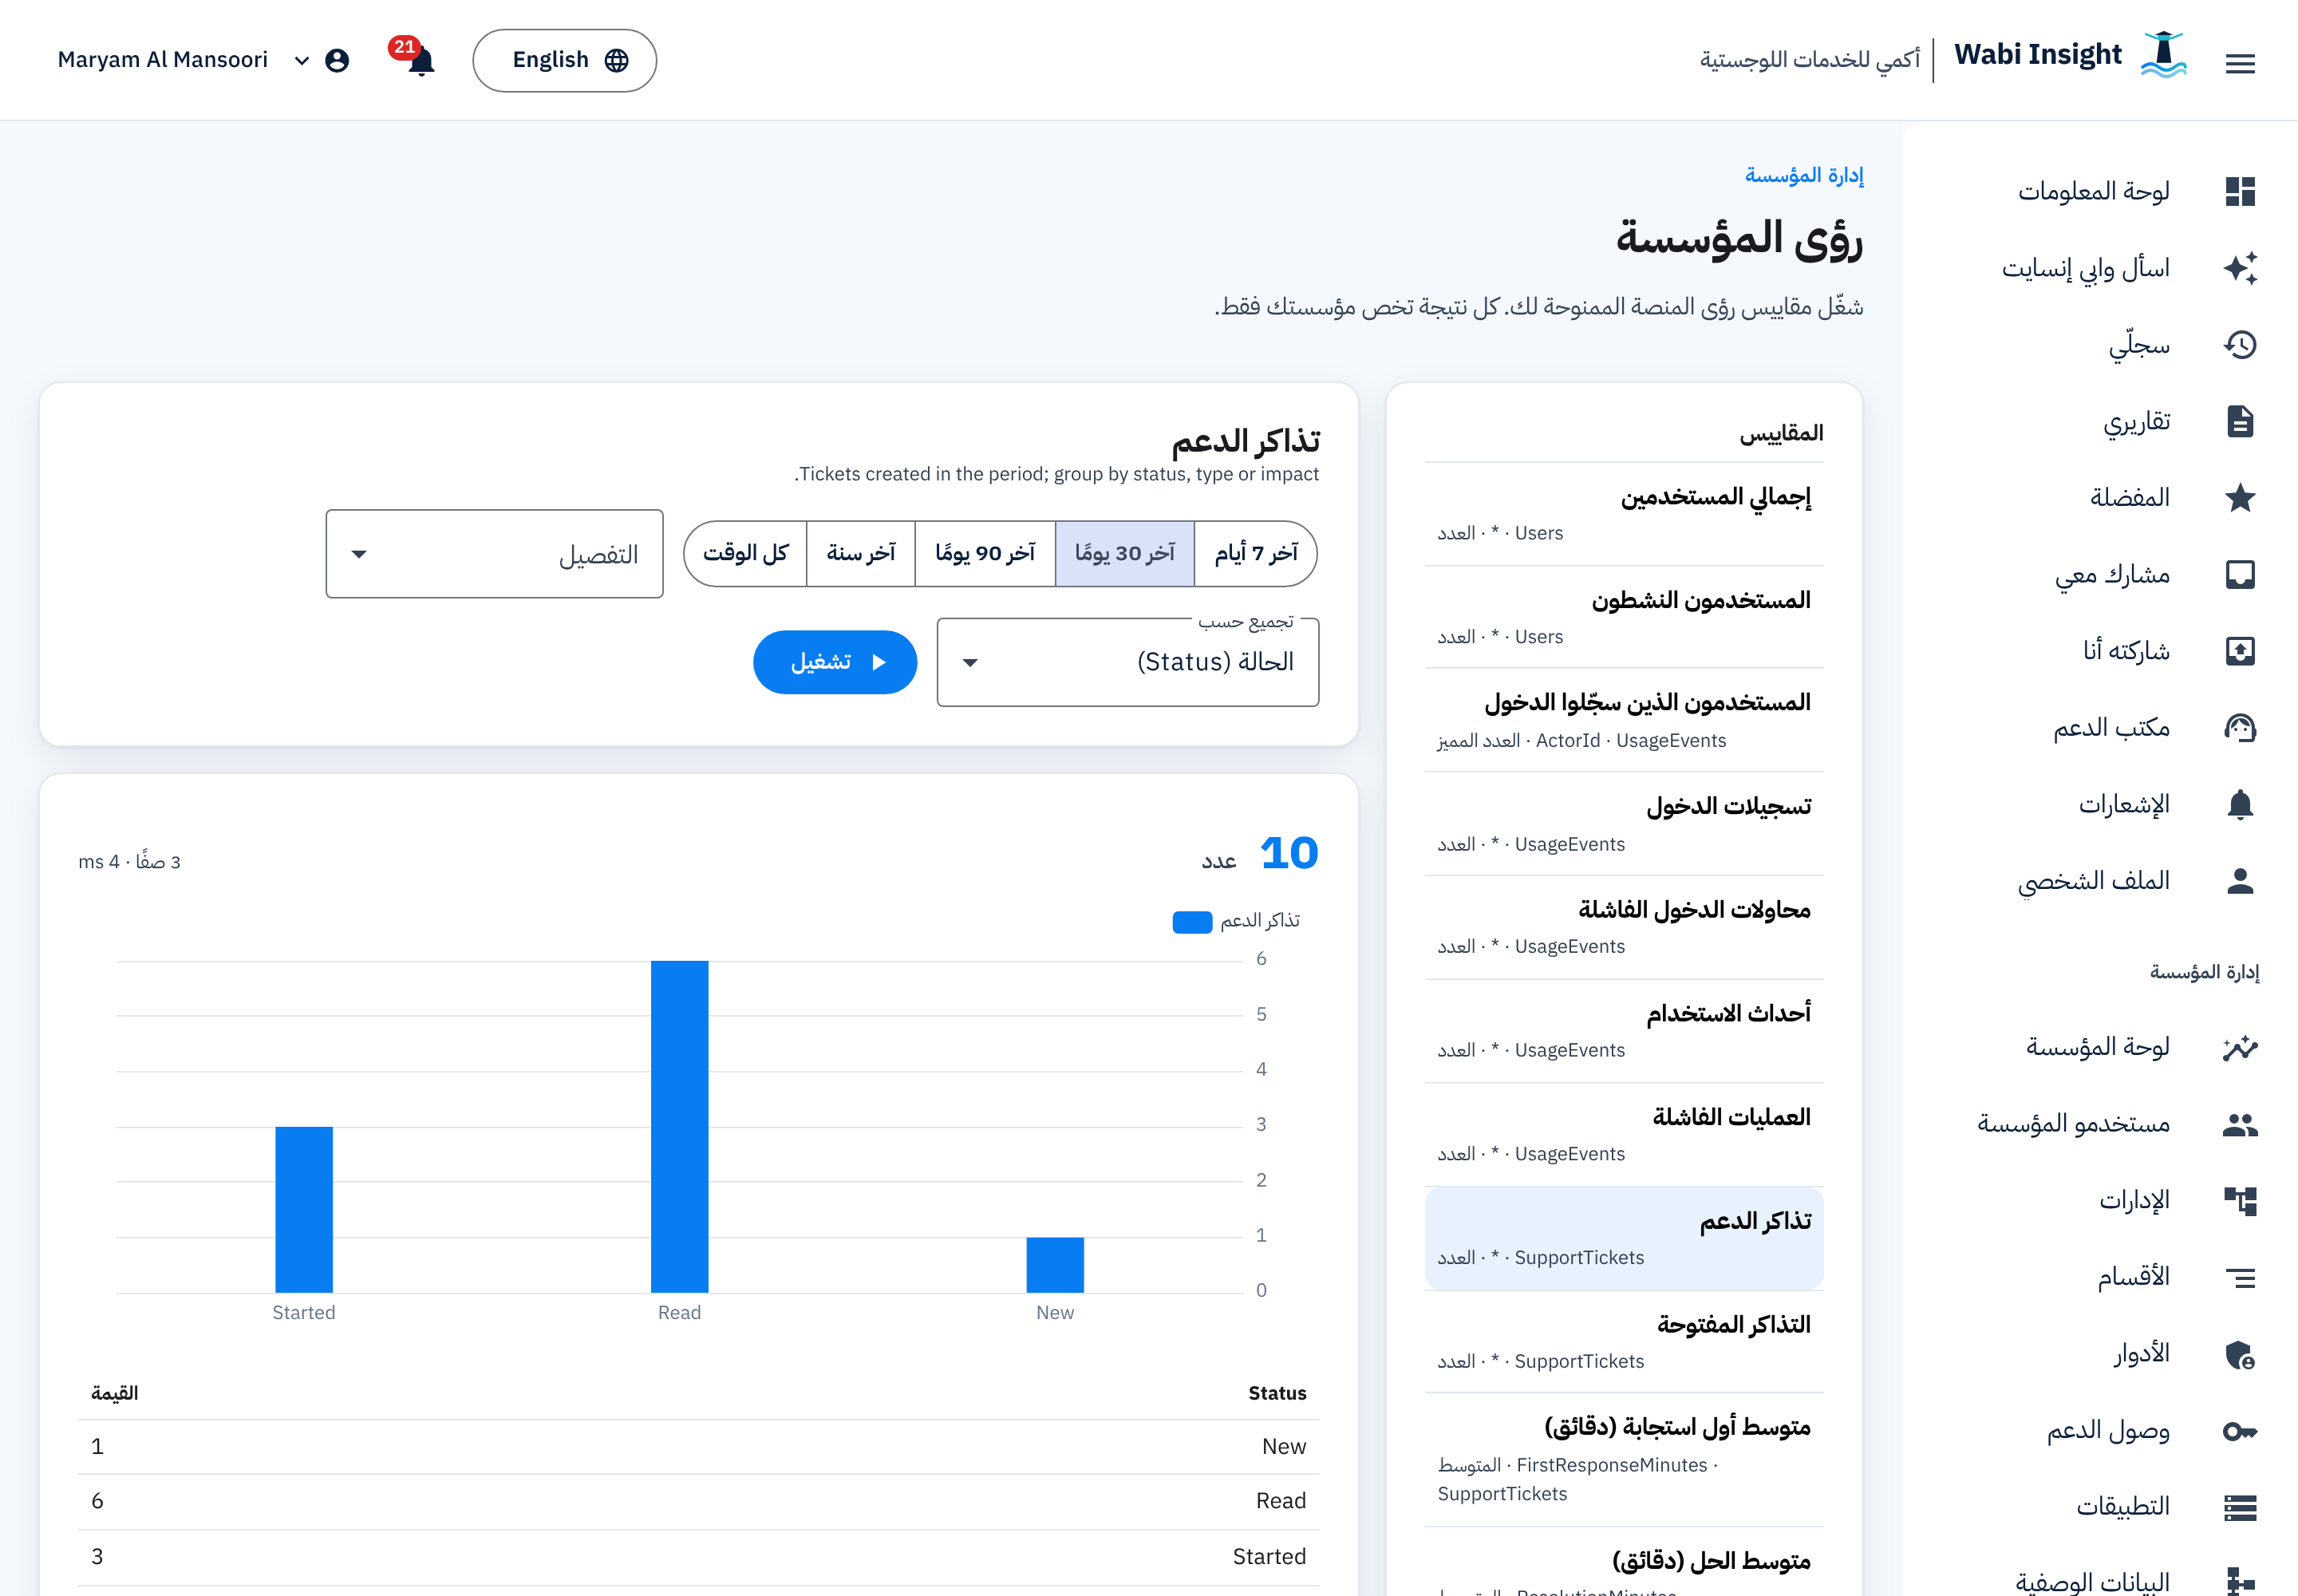 Wabi Insight
أكمي للخدمات اللوجستية
English
21
Maryam Al Mansoori
لوحة المعلومات
اسأل وابي إنسايت
سجلّي
تقاريري
المفضلة
مشارك معي
شاركته أنا
مكتب الدعم
الإشعارات
الملف الشخصي
إدارة المؤسسة
لوحة المؤسسة
مستخدمو المؤسسة
الإدارات
الأقسام
الأدوار
وصول الدعم
التطبيقات
البيانات الوصفية
إدارة المؤسسة
رؤى المؤسسة
شغّل مقاييس رؤى المنصة الممنوحة لك. كل نتيجة تخص مؤسستك فقط.
المقاييس
إجمالي المستخدمين
العدد · * · Users
المستخدمون النشطون
العدد · * · Users
المستخدمون الذين سجّلوا الدخول
العدد المميز · ActorId · UsageEvents
تسجيلات الدخول
العدد · * · UsageEvents
محاولات الدخول الفاشلة
العدد · * · UsageEvents
أحداث الاستخدام
العدد · * · UsageEvents
العمليات الفاشلة
العدد · * · UsageEvents
تذاكر الدعم
العدد · * · SupportTickets
التذاكر المفتوحة
العدد · * · SupportTickets
متوسط أول استجابة (دقائق)
المتوسط · FirstResponseMinutes ·
SupportTickets
متوسط الحل (دقائق)
تذاكر الدعم
Tickets created in the period; group by status, type or impact.
آخر 7 أيام
آخر 30 يومًا
آخر 90 يومًا
آخر سنة
كل الوقت
التفصيل
تجميع حسب
الحالة (Status)
تشغيل
10 عدد
3 صفًا · 4 ms
تذاكر الدعم
6
5
4
3
2
1
0
New
Read
Started
Status القيمة
New 1
Read 6
Started 3